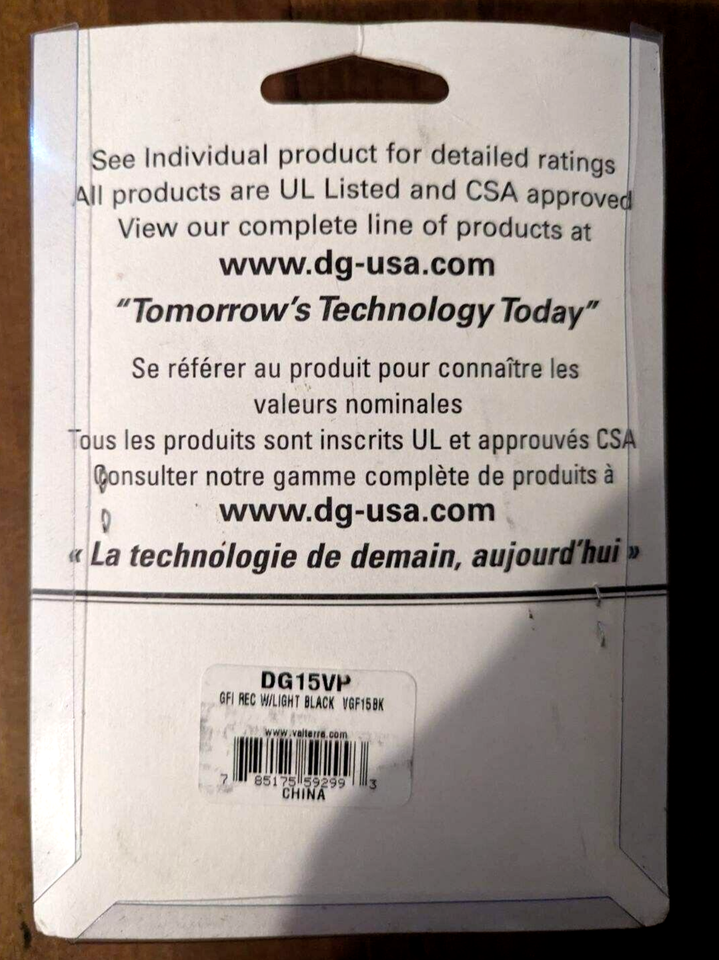 See Individual product for detailed ratings
All products are UL Listed and CSA approved
View our complete line of products at
www.dg-usa.com
“Tomorrow’s Technology Today”
Se référer au produit pour connaître les
valeurs nominales
Tous les produits sont inscrits UL et approuvés CSA
Consulter notre gamme complète de produits à
www.dg-usa.com
« La technologie de demain, aujourd’hui »
DG15VP
GFI REC W/LIGHT BLACK VGF15BK
www.valterra.com
7 85175 59299 3
CHINA